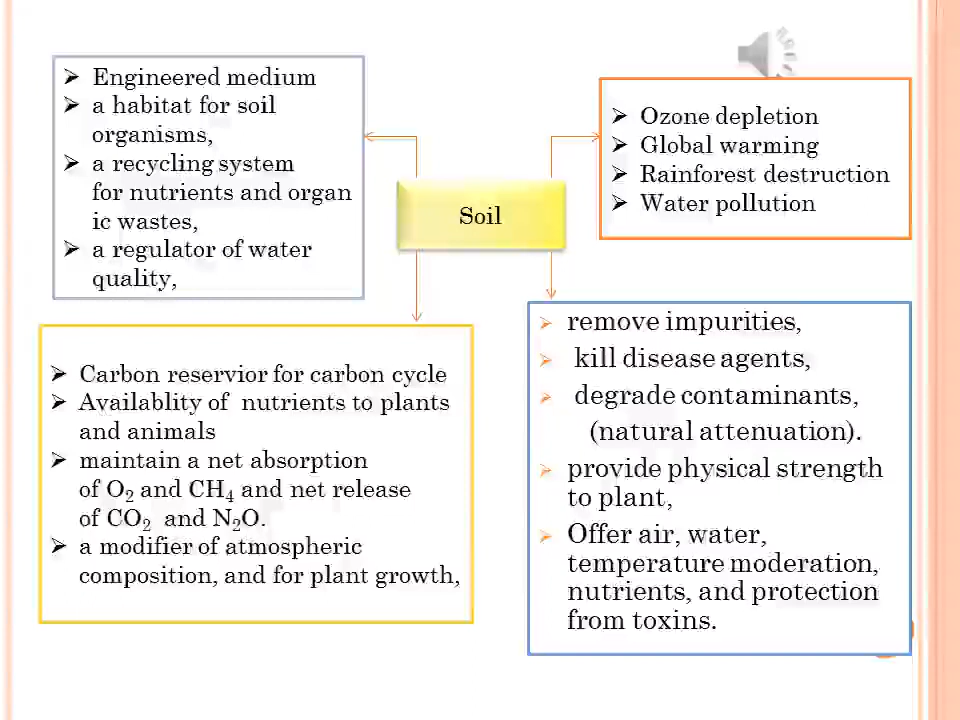 Engineered medium
a habitat for soil
organisms,
a recycling system
for nutrients and organ
ic wastes,
a regulator of water
quality,
Ozone depletion
Global warming
Rainforest destruction
Water pollution
Soil
Carbon reservior for carbon cycle
Availablity of nutrients to plants
and animals
maintain a net absorption
of O₂ and CH₄ and net release
of CO₂ and N₂O.
a modifier of atmospheric
composition, and for plant growth,
remove impurities,
kill disease agents,
degrade contaminants,
(natural attenuation).
provide physical strength
to plant,
Offer air, water,
temperature moderation,
nutrients, and protection
from toxins.